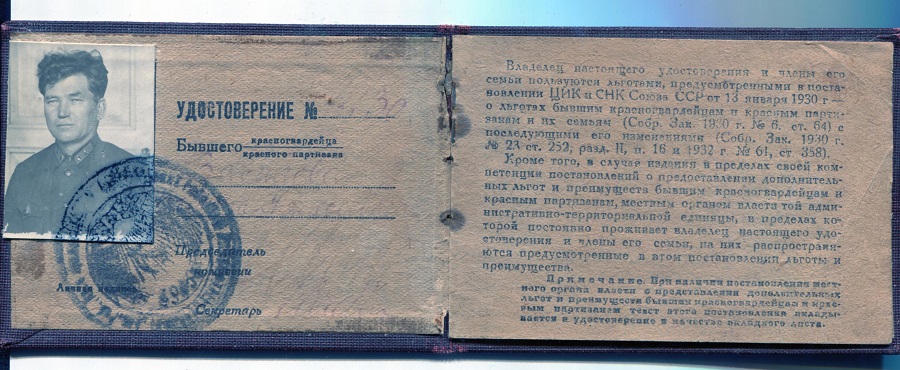 УДОСТОВЕРЕНИЕ №
Бывшего красногвардейца
красного партизана
Председатель
комиссии
Личная подпись
Секретарь
Владелец настоящего удостоверения и члены его
семьи пользуются льготами, предусмотренными в поста-
новлении ЦИК и СНК Союза ССР от 13 января 1930 г.—
о льготах бывшим красногвардейцам и красным парти-
занам и их семьям (Собр. Зак. 1930 г. № 6, ст. 64) с
последующими его изменениями (Собр. Зак. 1930 г.
№ 23 ст. 252, разд. II, п. 16 и 1932 г. № 61, ст. 358).
Кроме того, в случае издания в пределах своей ком-
петенции постановлений о предоставлении дополнитель-
ных льгот и преимуществ бывшим красногвардейцам и
красным партизанам, местным органом власти той адми-
нистративно-территориальной единицы, в пределах ко-
торой постоянно проживает владелец настоящего удо-
стоверения и члены его семьи, на них распространя-
ются предусмотренные в этом постановлении льготы и
преимущества.
Примечание. При наличии постановления мест-
ного органа власти о представлении дополнительных
льгот и преимуществ бывшим красногвардейцам и крас-
ным партизанам текст этого постановления вклады-
вается в удостоверение в качестве вкладного листа.